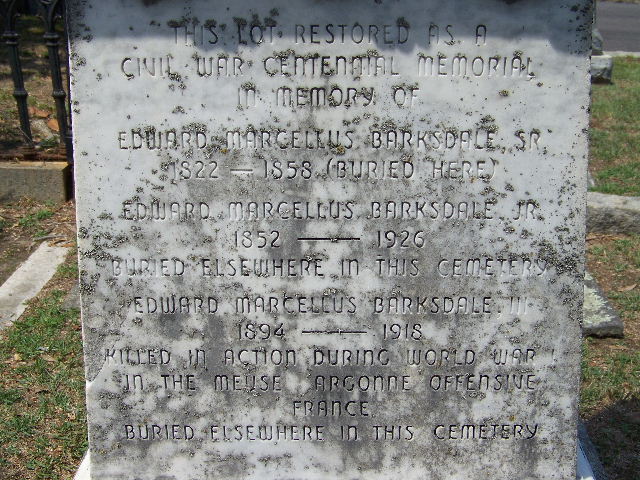 THIS LOT RESTORED AS A
CIVIL WAR CENTENNIAL MEMORIAL
IN MEMORY OF
EDWARD MARCELLUS BARKSDALE, SR.
1822 — 1858 (BURIED HERE)
EDWARD MARCELLUS BARKSDALE, JR.
1852 —— 1926
BURIED ELSEWHERE IN THIS CEMETERY
EDWARD MARCELLUS BARKSDALE, III
1894 —— 1918
KILLED IN ACTION DURING WORLD WAR I
IN THE MEUSE ARGONNE OFFENSIVE
FRANCE.
BURIED ELSEWHERE IN THIS CEMETERY